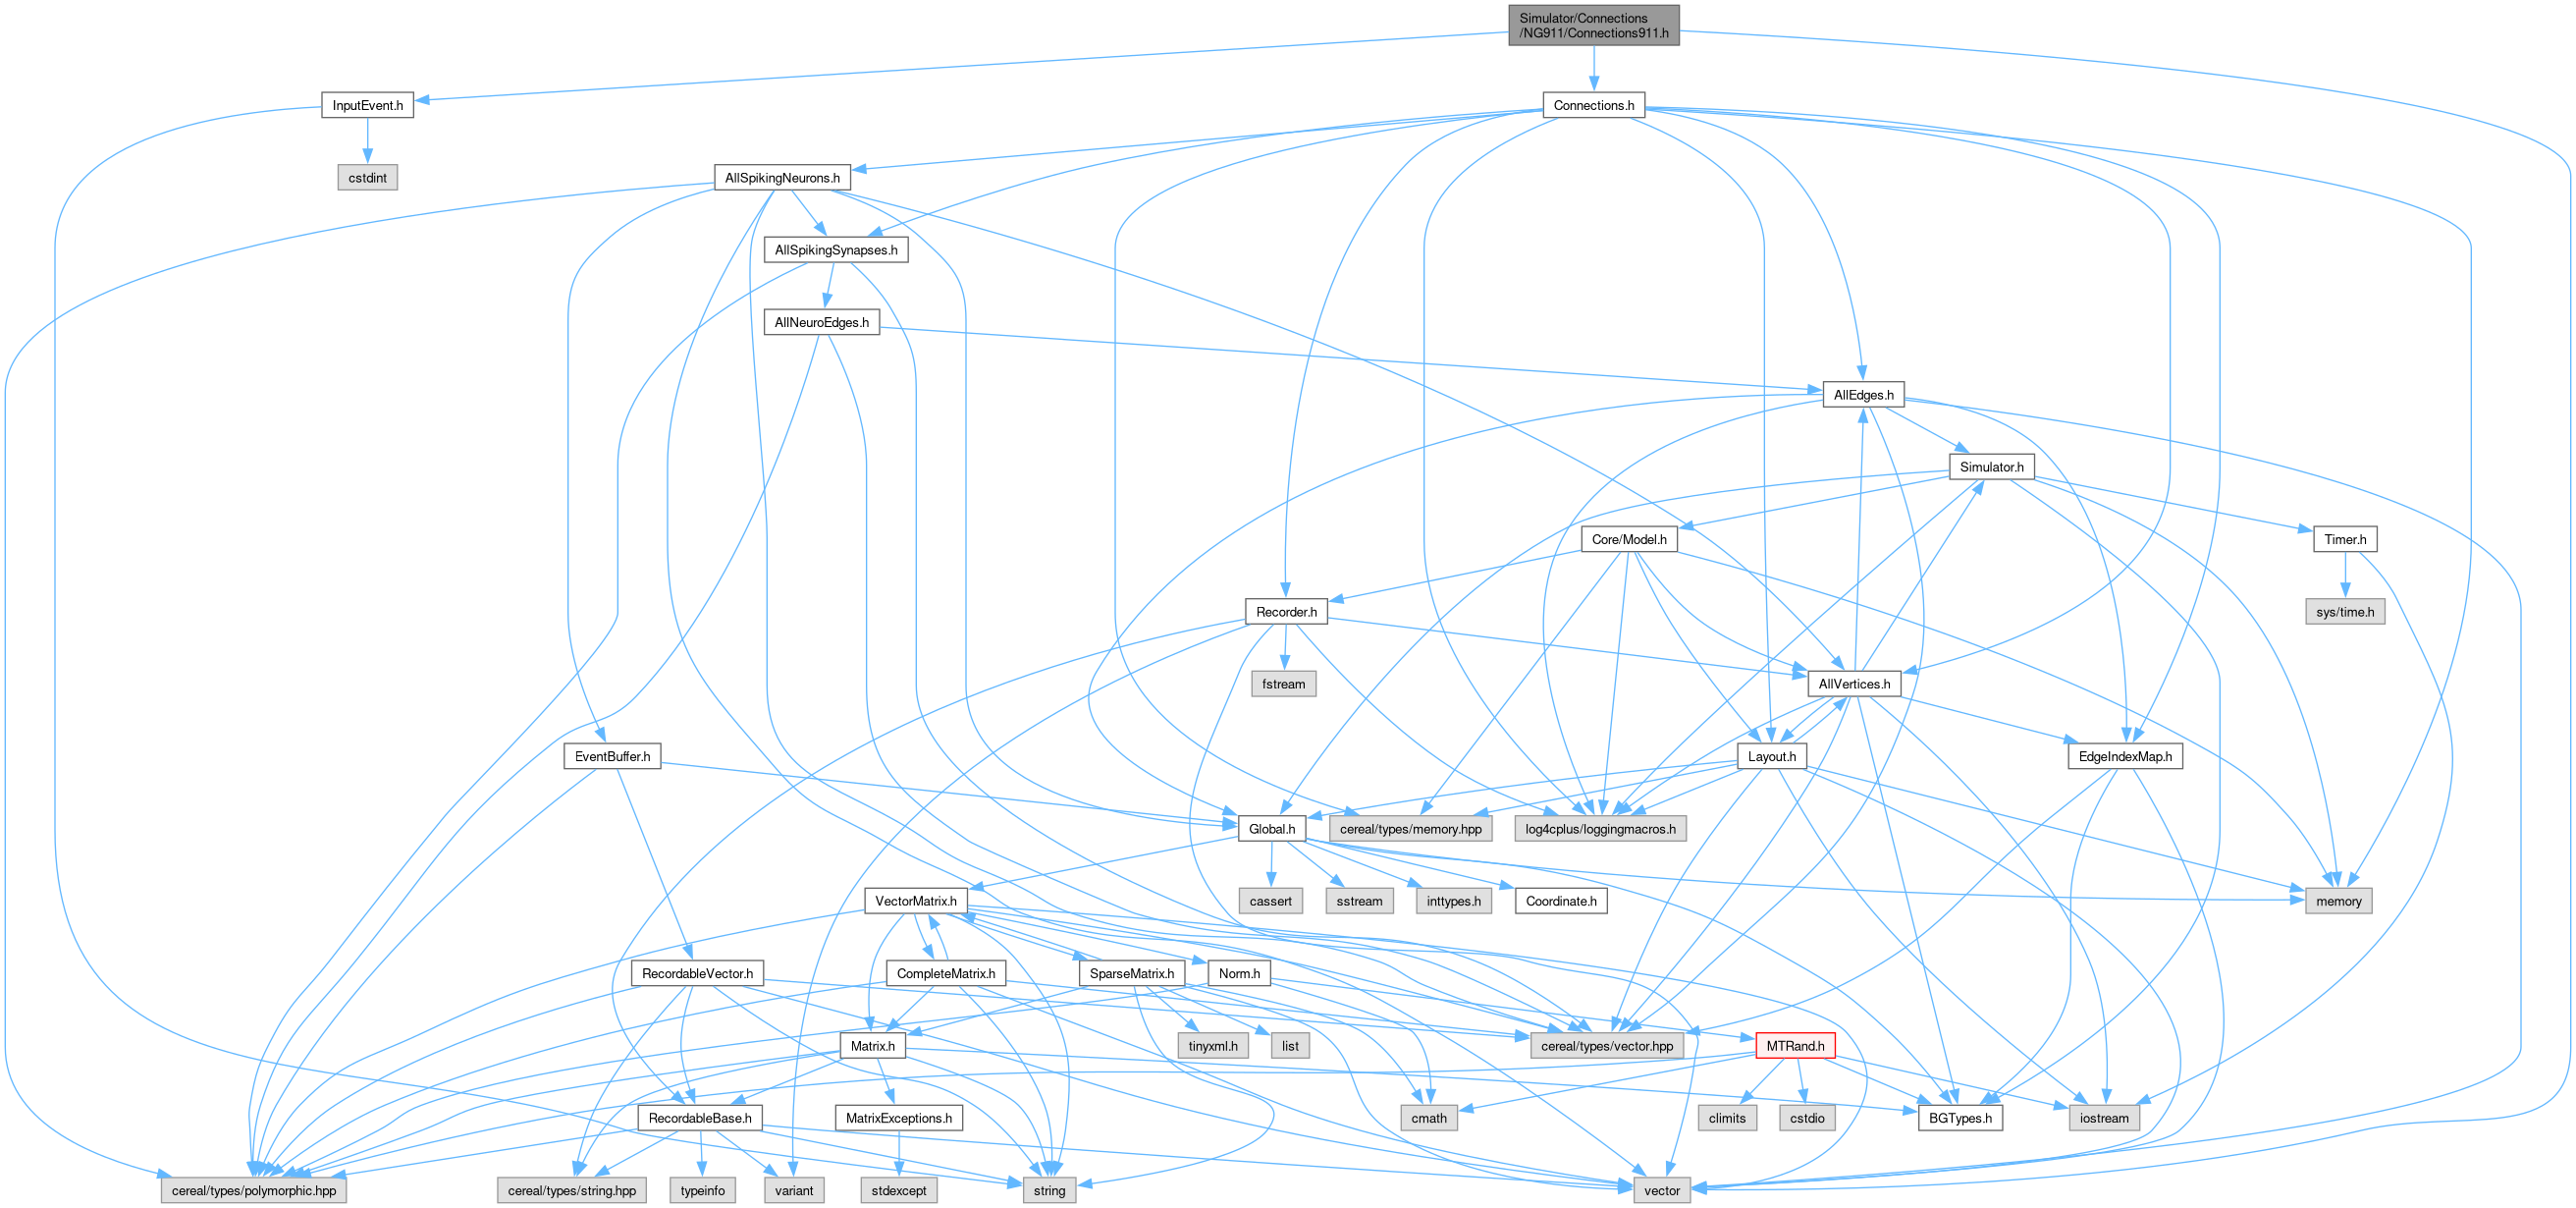 Simulator/Connections
/NG911/Connections911.h
InputEvent.h
Connections.h
cstdint
AllSpikingNeurons.h
AllSpikingSynapses.h
AllNeuroEdges.h
AllEdges.h
Simulator.h
Core/Model.h
Timer.h
Recorder.h
sys/time.h
fstream
AllVertices.h
EventBuffer.h
Layout.h
EdgeIndexMap.h
Global.h
cereal/types/memory.hpp
log4cplus/loggingmacros.h
VectorMatrix.h
cassert
sstream
inttypes.h
Coordinate.h
memory
RecordableVector.h
CompleteMatrix.h
SparseMatrix.h
Norm.h
Matrix.h
tinyxml.h
list
cereal/types/vector.hpp
MTRand.h
RecordableBase.h
MatrixExceptions.h
cmath
climits
cstdio
BGTypes.h
iostream
cereal/types/polymorphic.hpp
cereal/types/string.hpp
typeinfo
variant
stdexcept
string
vector